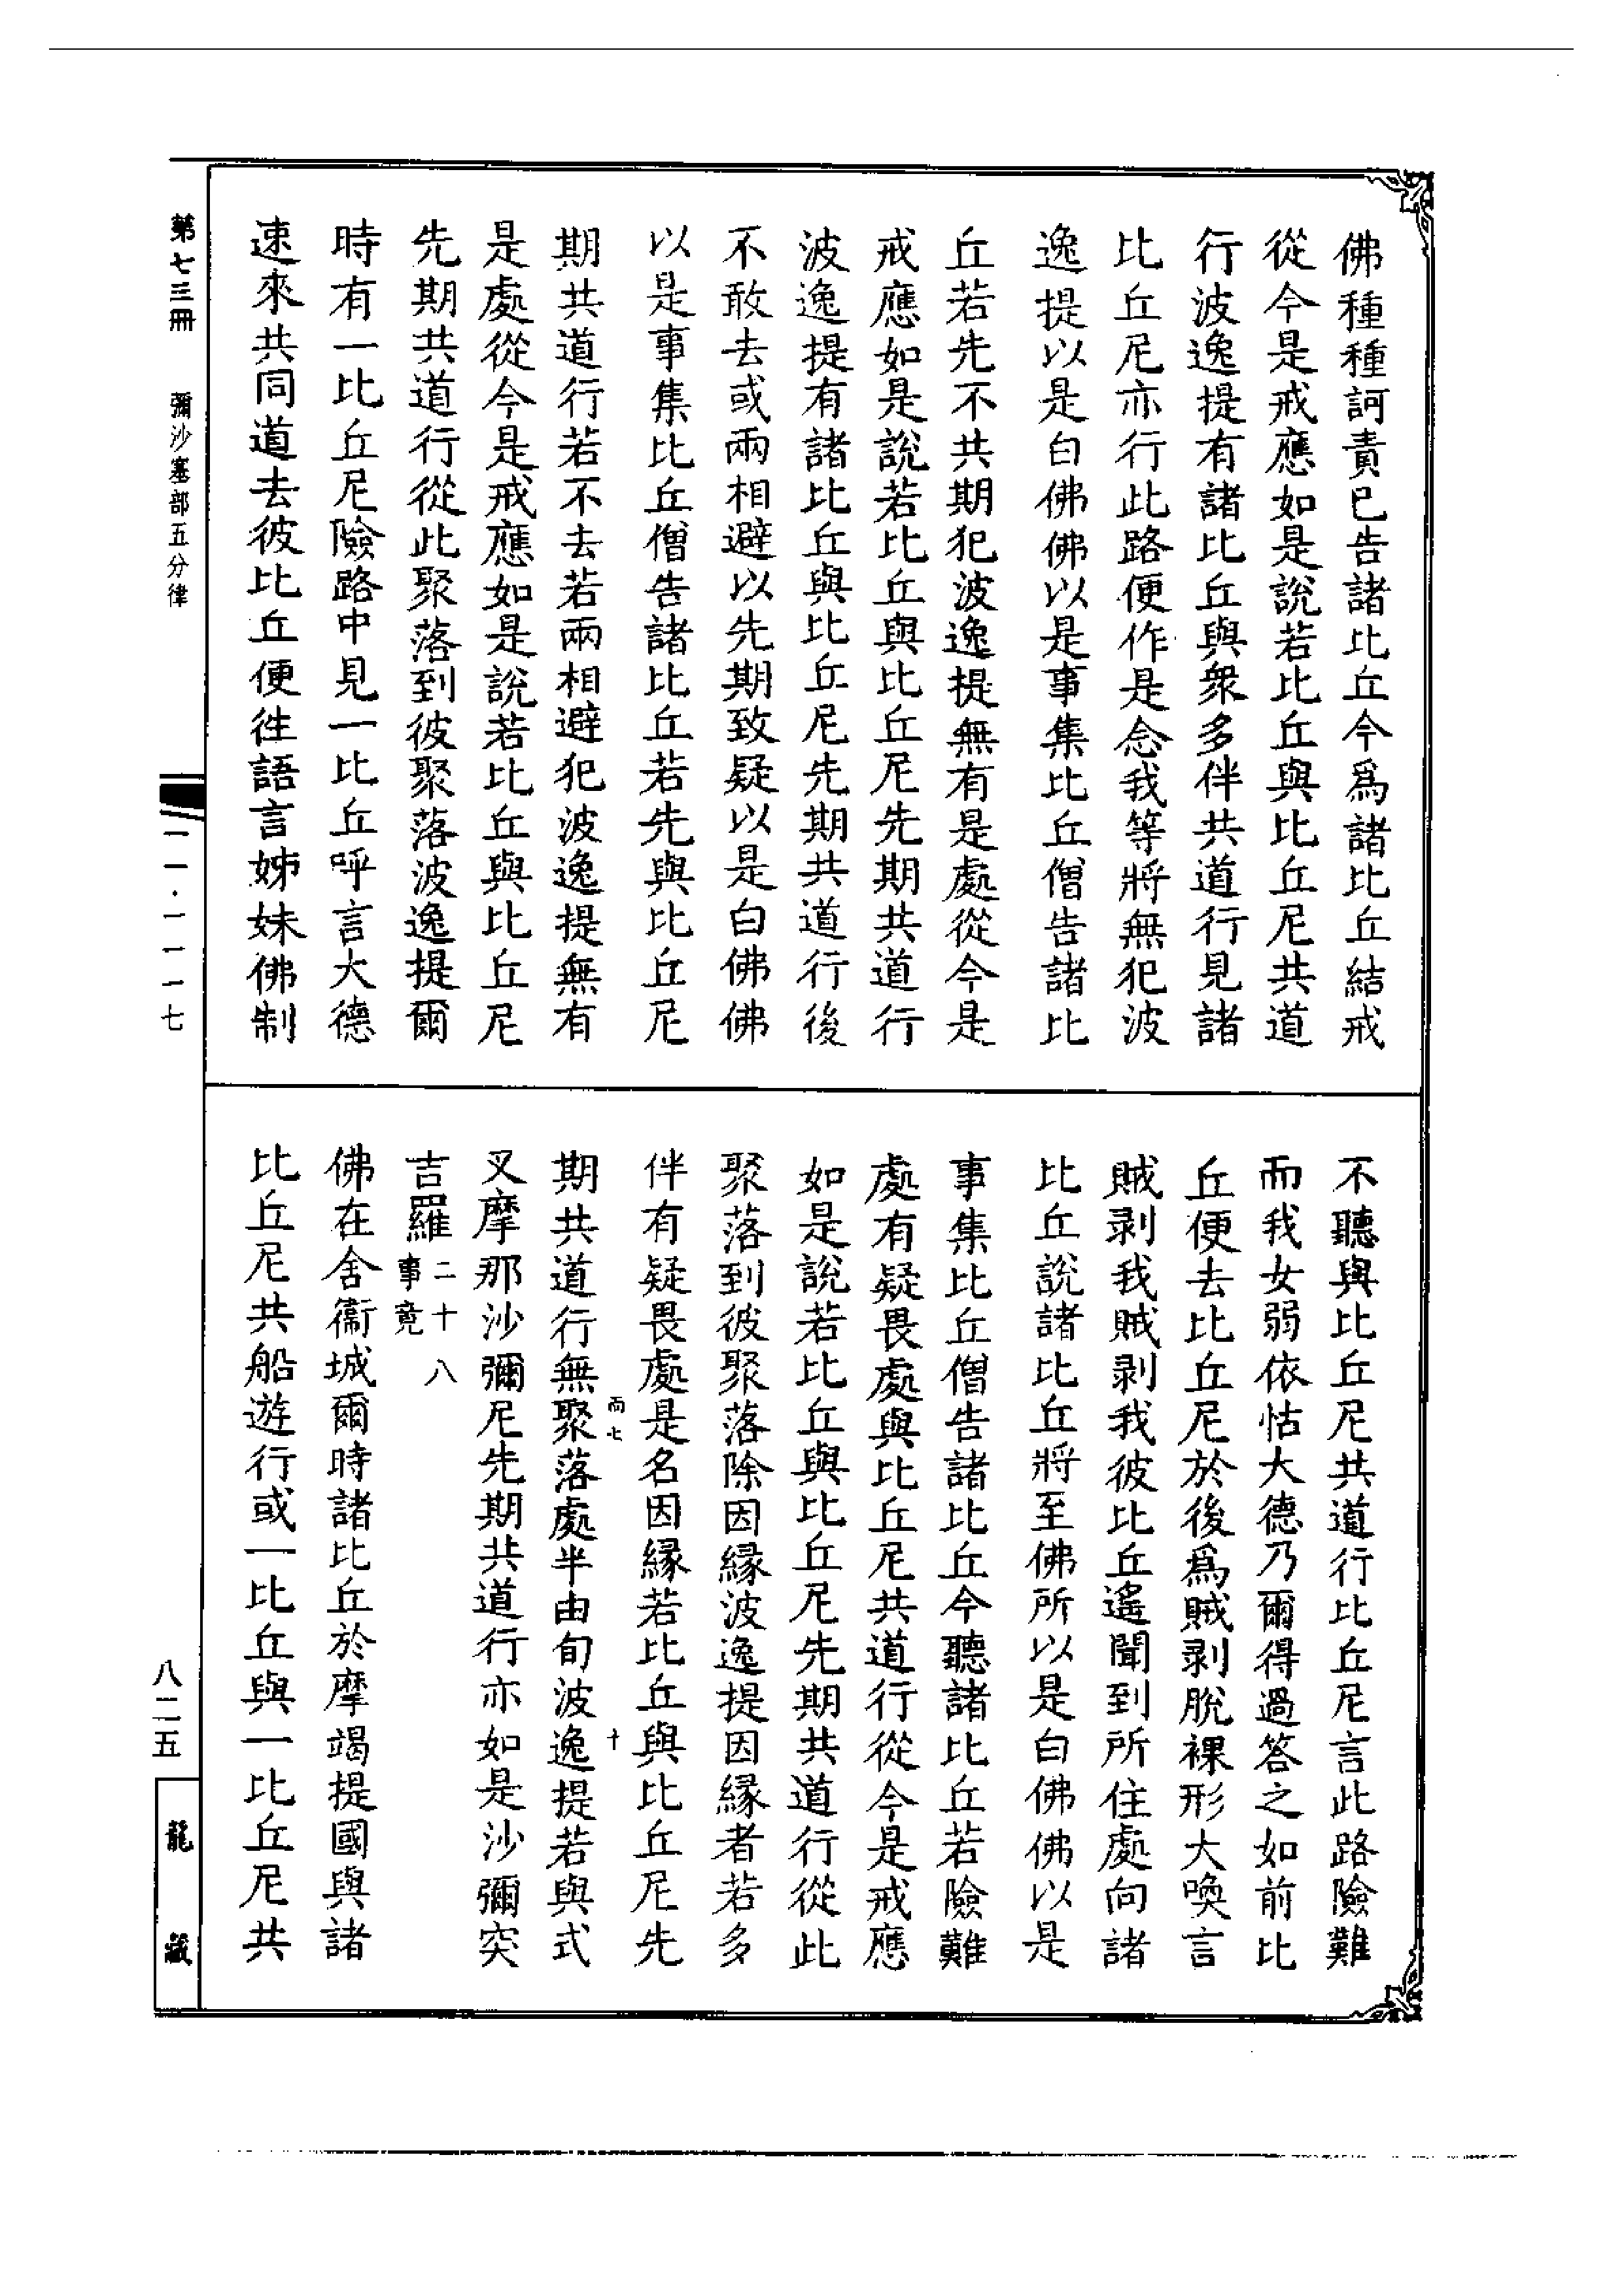 佛種種訶責已告諸比丘今爲諸比丘結戒
從今是戒應如是說若比丘與比丘尼共道
行波逸提有諸比丘與衆多伴共道行見諸
比丘尼亦行此路便作是念我等將無犯波
逸提以是白佛佛以是事集比丘僧告諸比
丘若先不共期犯波逸提無有是處從今是
戒應如是說若比丘與比丘尼先期共道行
波逸提有諸比丘與比丘尼先期共道行後
不敢去或兩相避以先期致疑以是白佛佛
以是事集比丘僧告諸比丘若先與比丘尼
期共道行若不去若兩相避犯波逸提無有
是處從今是戒應如是說若比丘與比丘尼
先期共道行從此聚落到彼聚落波逸提爾
時有一比丘尼險路中見一比丘呼言大德
速來共同道去彼比丘便往語言姊妹佛制
不聽與比丘尼共道行比丘尼言此路險難
而我女弱依怙大德乃爾得過答之如前比
丘便去比丘尼於後爲賊剥脫裸形大喚言
賊剥我賊剥我彼比丘遙聞到所住處向諸
比丘說諸比丘將至佛所以是白佛佛以是
事集比丘僧告諸比丘今聽諸比丘若險難
處有疑畏處與比丘尼共道行從今是戒應
如是說若比丘與比丘尼先期共道行從此
聚落到彼聚落除因緣波逸提因緣者若多
伴有疑畏處是名因緣若比丘與比丘尼先
而七
十
期共道行無聚落處半由旬波逸提若與式
叉摩那沙彌尼先期共道行亦如是沙彌突
吉羅二十八
事竟
佛在舍衞城爾時諸比丘於摩竭提國與諸
比丘尼共船遊行或一比丘與一比丘尼共
第七三冊 彌沙塞部五分律
一一·一一一七
八二五
龍藏